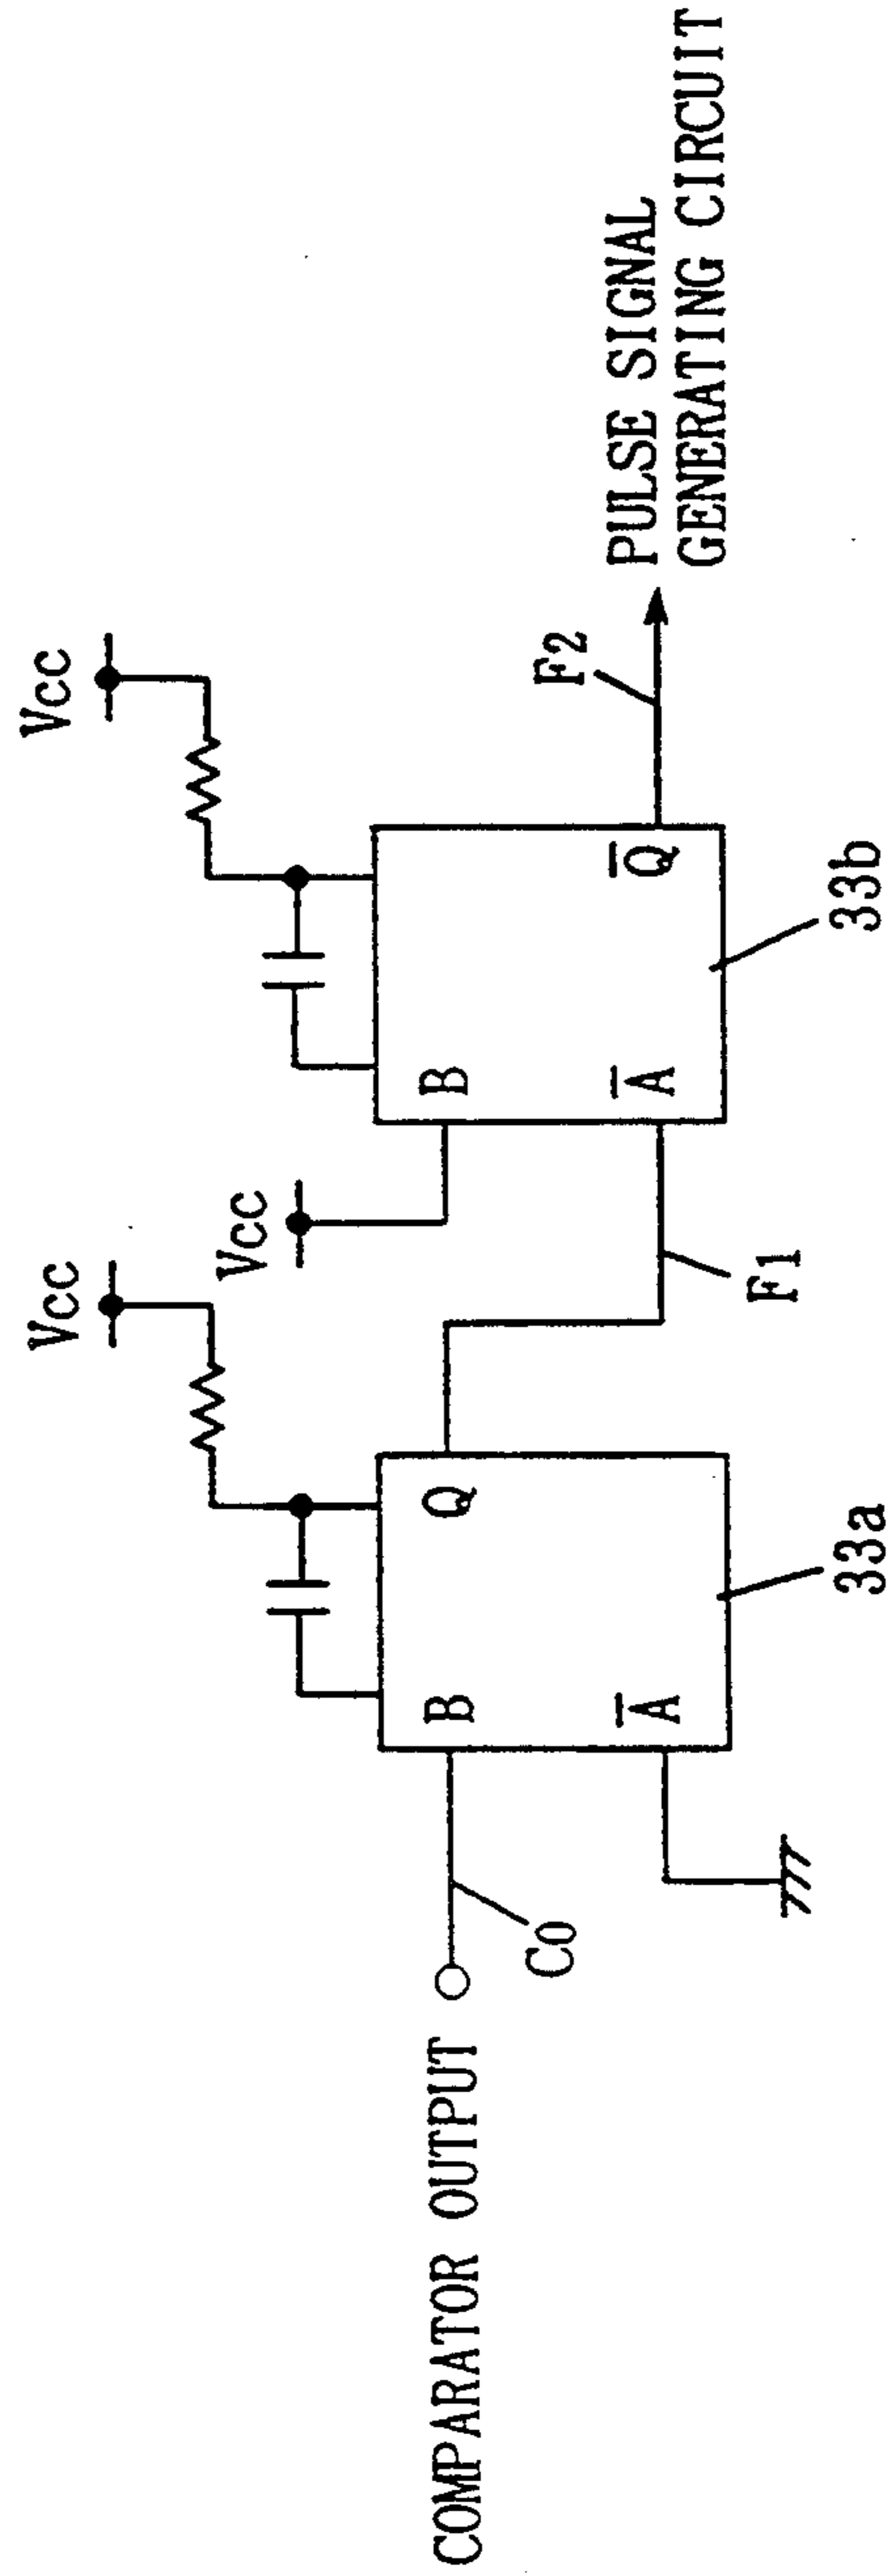 COMPARATOR OUTPUT
C0
B
A̅
Q
33a
Vcc
F1
Vcc
B
A̅
Q̅
33b
Vcc
F2
PULSE SIGNAL
GENERATING CIRCUIT